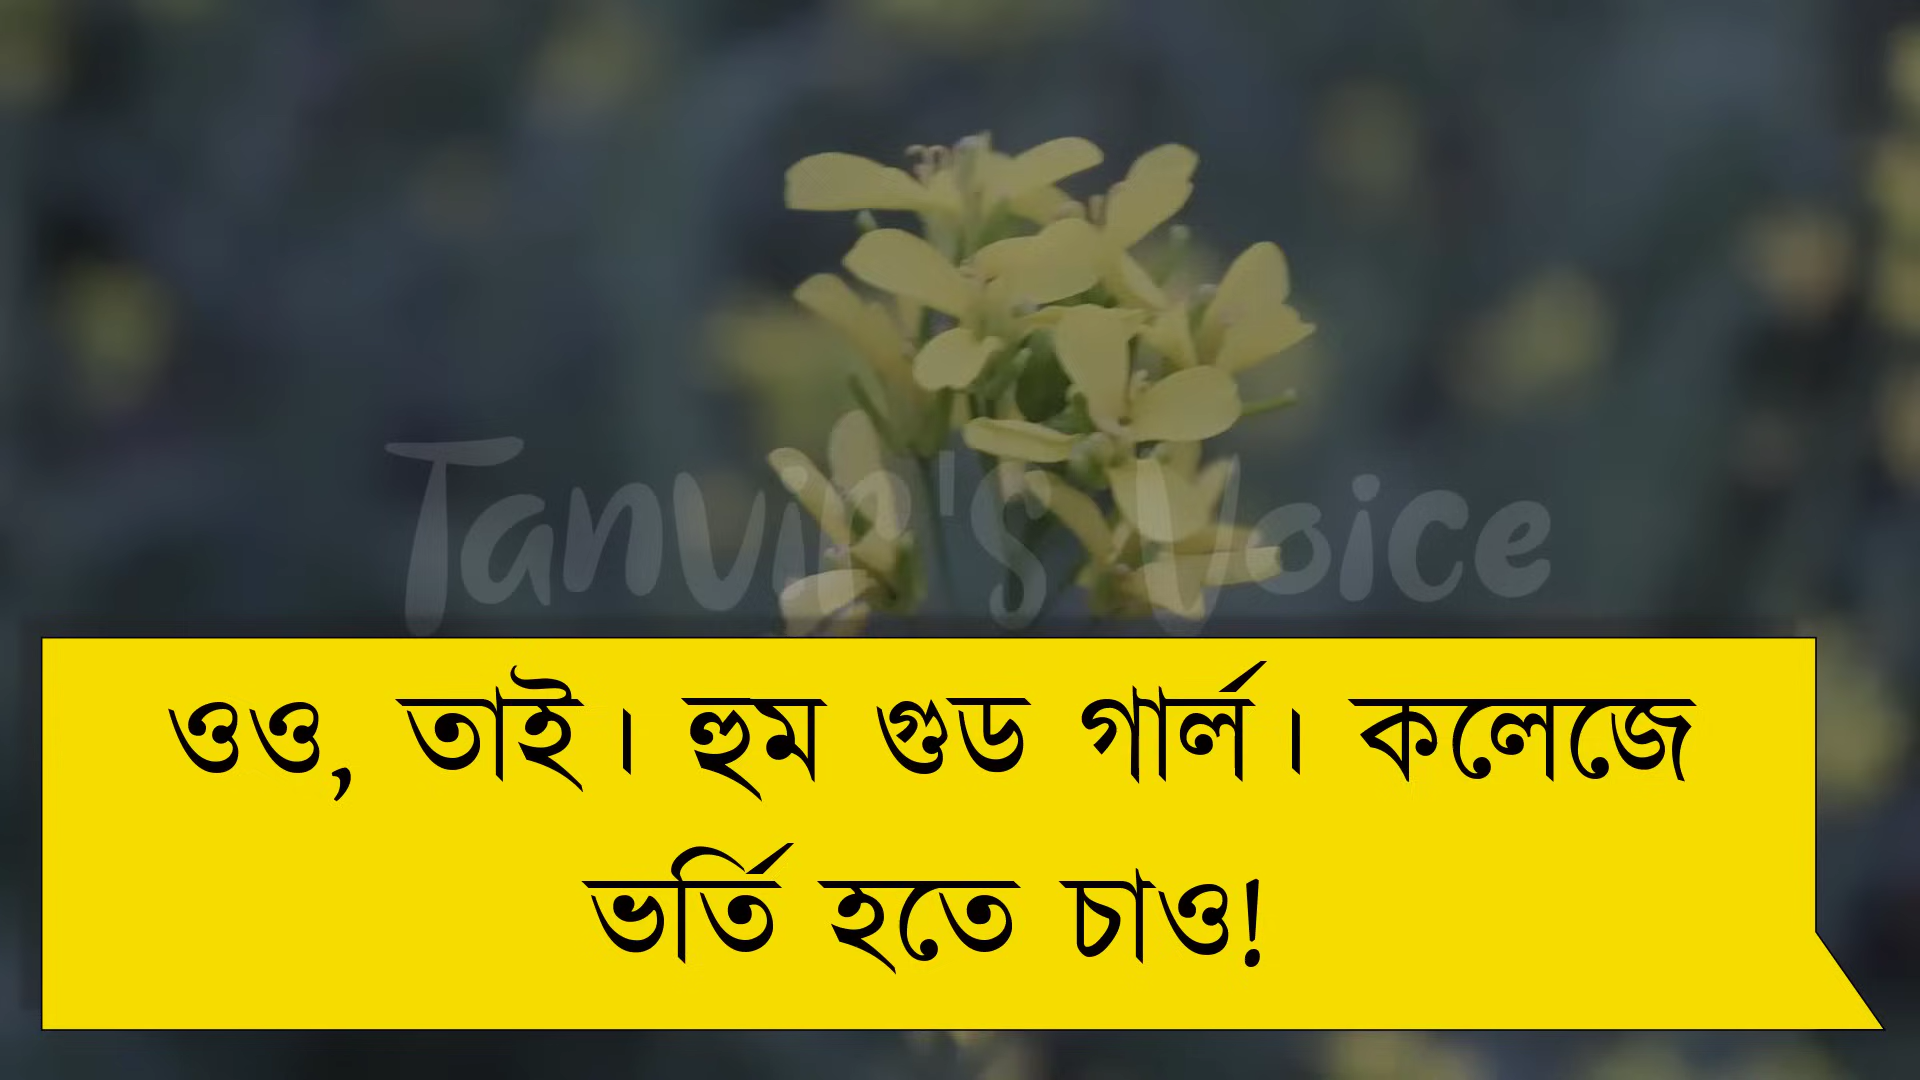 Tanvir's Voice
ওও, তাই। হুম গুড গার্ল। কলেজে
ভর্তি হতে চাও!